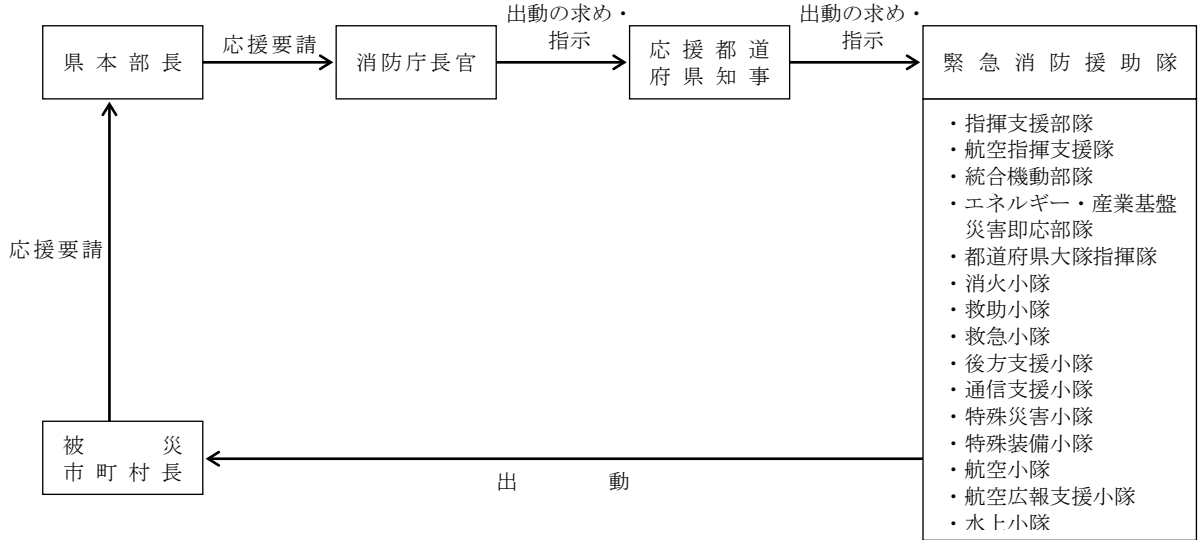 出動の求め・
指示
出動の求め・
指示
応援要請
県本部長
消防庁長官
応援都道
府県知事
緊急消防援助隊
・指揮支援部隊
・航空指揮支援隊
・統合機動部隊
・エネルギー・産業基盤
災害即応部隊
・都道府県大隊指揮隊
・消火小隊
・救助小隊
・救急小隊
・後方支援小隊
・通信支援小隊
・特殊災害小隊
・特殊装備小隊
・航空小隊
・航空広報支援小隊
・水上小隊
応援要請
被災
市町村長
出動